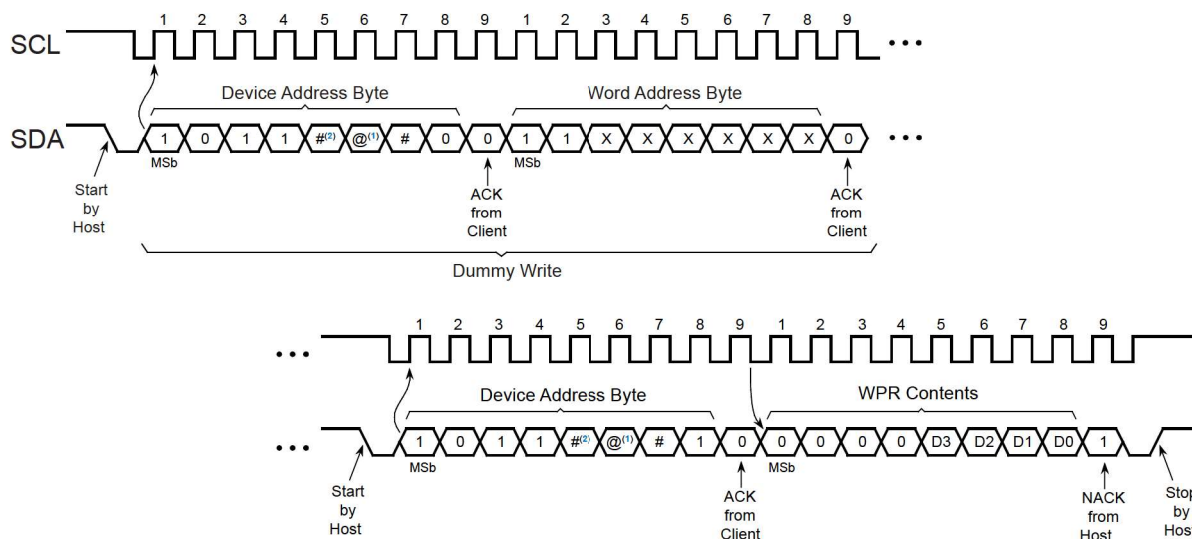 1 2 3 4 5 6 7 8 9 1 2 3 4 5 6 7 8 9
SCL
Device Address Byte Word Address Byte
SDA 1 0 1 1 #(2) @(1) # 0 0 1 1 X X X X X X 0
MSb MSb
Start
by
Host
ACK
from
Client
ACK
from
Client
Dummy Write
1 2 3 4 5 6 7 8 9 1 2 3 4 5 6 7 8 9
Device Address Byte WPR Contents
1 0 1 1 #(2) @(1) # 1 0 0 0 0 0 D3 D2 D1 D0 1
MSb MSb
Start
by
Host
ACK
from
Client
NACK
from
Host
Stop
by
Host